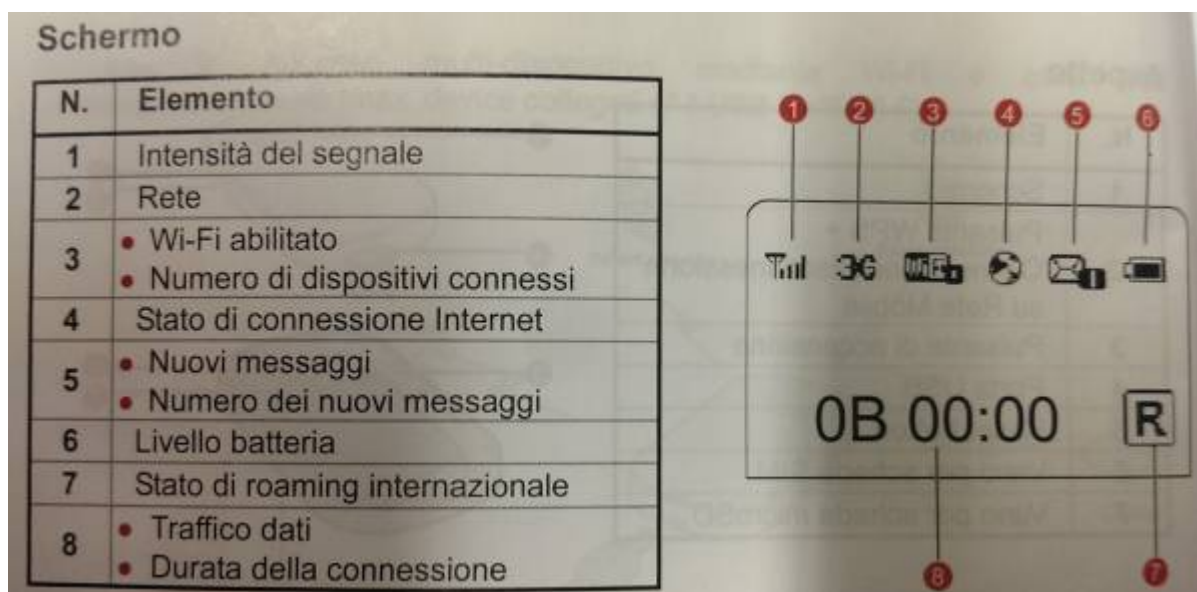 Schermo
N. Elemento
1 Intensità del segnale
2 Rete
3 • Wi-Fi abilitato
• Numero di dispositivi connessi
4 Stato di connessione Internet
5 • Nuovi messaggi
• Numero dei nuovi messaggi
6 Livello batteria
7 Stato di roaming internazionale
8 • Traffico dati
• Durata della connessione
1 2 3 4 5 6
3G WiFi
0B 00:00 R
8 7